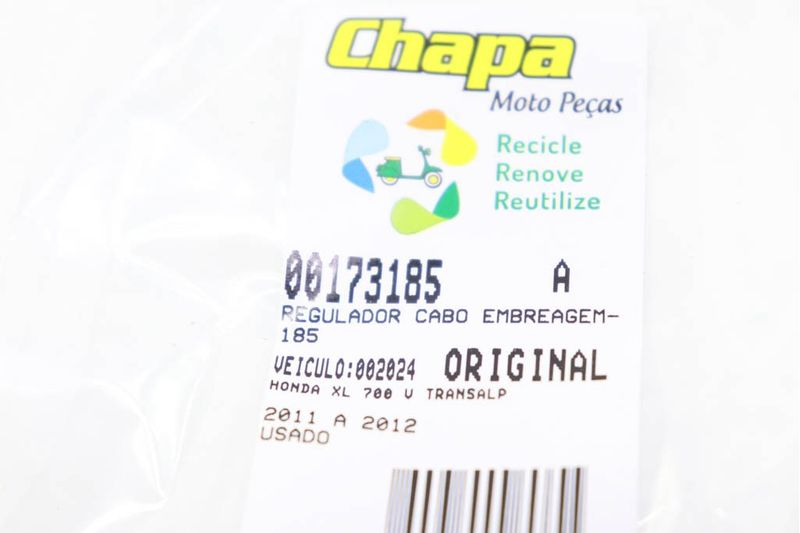 Chapa
Moto Peças
Recicle
Renove
Reutilize
00173185 A
REGULADOR CABO EMBREAGEM-
185
VEICULO:002024 ORIGINAL
HONDA XL 700 V TRANSALP
2011 A 2012
USADO